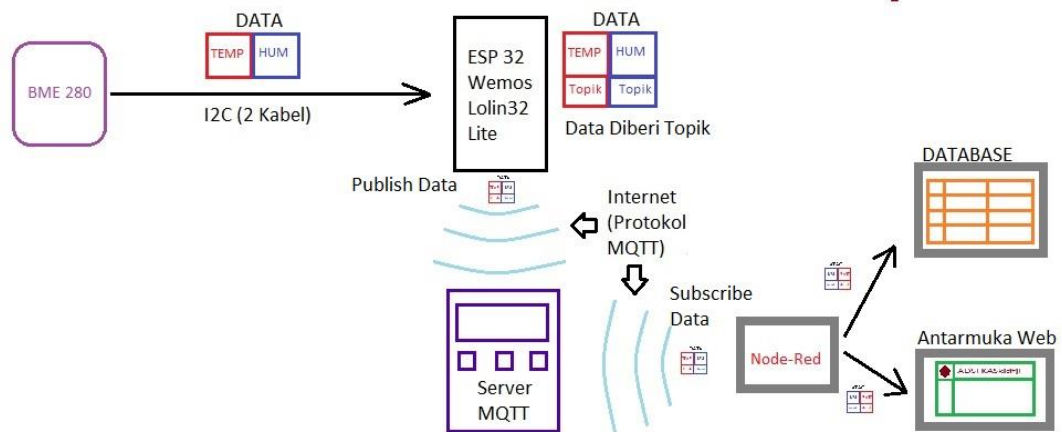 DATA
TEMP HUM
BME 280
I2C (2 Kabel)
ESP 32
Wemos
Lolin32
Lite
DATA
TEMP HUM
Topik Topik
Data Diberi Topik
Publish Data
Internet
(Protokol
MQTT)
Subscribe
Data
Server
MQTT
Node-Red
DATABASE
Antarmuka Web